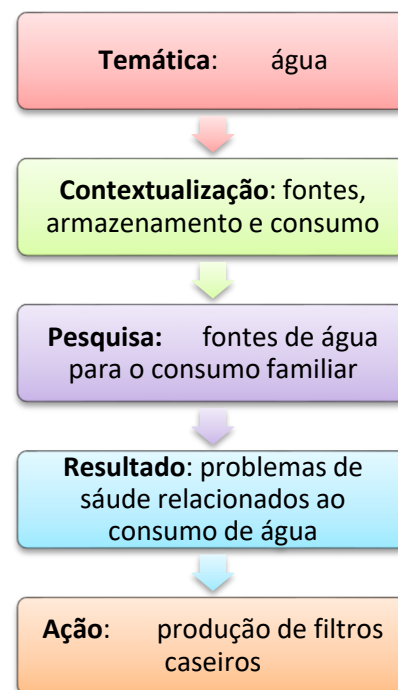 Temática: água
Contextualização: fontes,
armazenamento e consumo
Pesquisa: fontes de água
para o consumo familiar
Resultado: problemas de
sáude relacionados ao
consumo de água
Ação: produção de filtros
caseiros